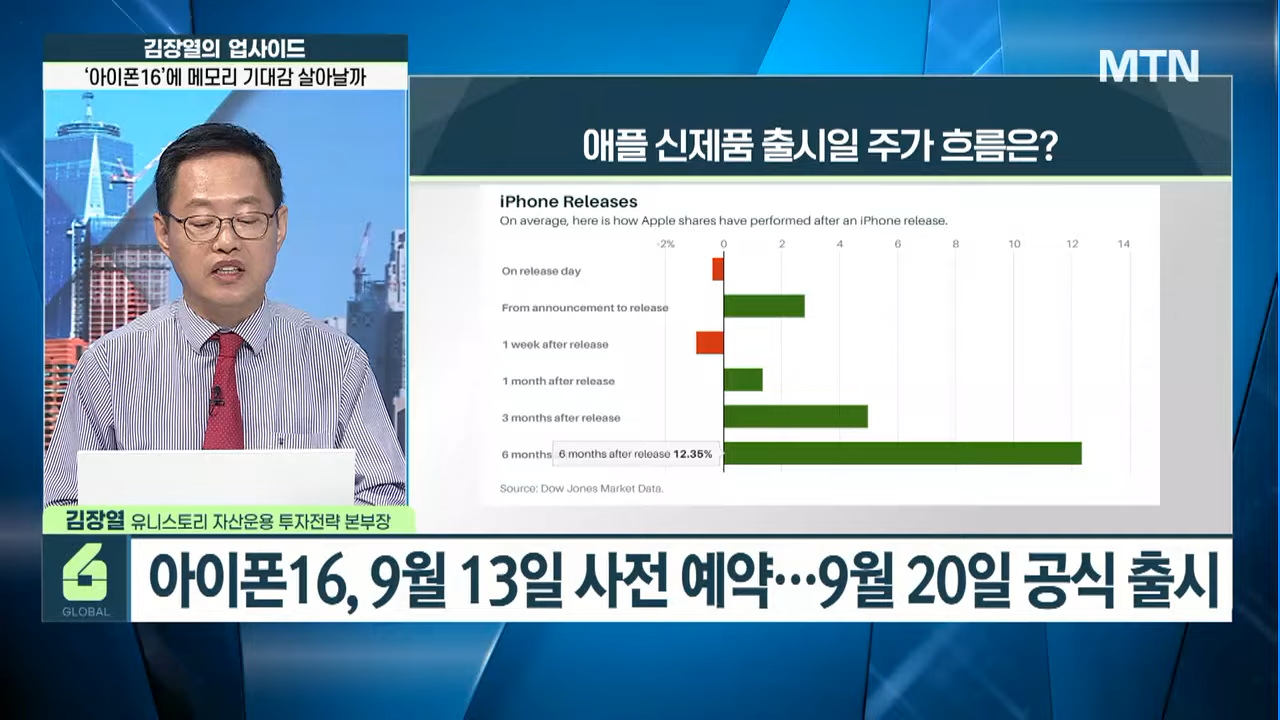 김장열의 업사이드
‘아이폰16’에 메모리 기대감 살아날까
MTN
애플 신제품 출시일 주가 흐름은?
iPhone Releases
On average, here is how Apple shares have performed after an iPhone release.
-2% 0 2 4 6 8 10 12 14
On release day
From announcement to release
1 week after release
1 month after release
3 months after release
6 months
6 months after release 12.35%
Source: Dow Jones Market Data.
김장열 유니스토리 자산운용 투자전략 본부장
GLOBAL
아이폰16, 9월 13일 사전 예약…9월 20일 공식 출시